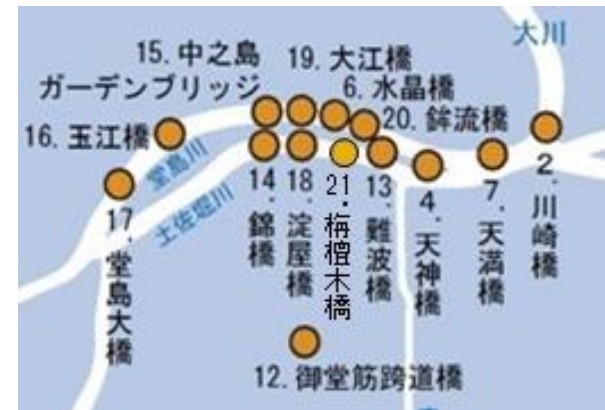 大川
15. 中之島
ガーデンブリッジ
19. 大江橋
6. 水晶橋
20. 鉾流橋
16. 玉江橋
堂島川
土佐堀川
17. 堂島大橋
14. 錦橋
18. 淀屋橋
21. 栴檀木橋
13. 難波橋
4. 天神橋
7. 天満橋
2. 川崎橋
12. 御堂筋跨道橋